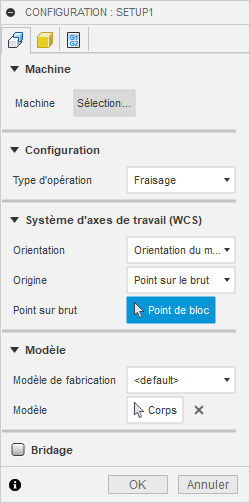 CONFIGURATION : SETUP1
G1
G2
Machine
Machine Sélection...
Configuration
Type d'opération Fraisage
Système d'axes de travail (WCS)
Orientation Orientation du m...
Origine Point sur le brut
Point sur brut Point de bloc
Modèle
Modèle de fabrication <default>
Modèle Corps
Bridage
OK Annuler